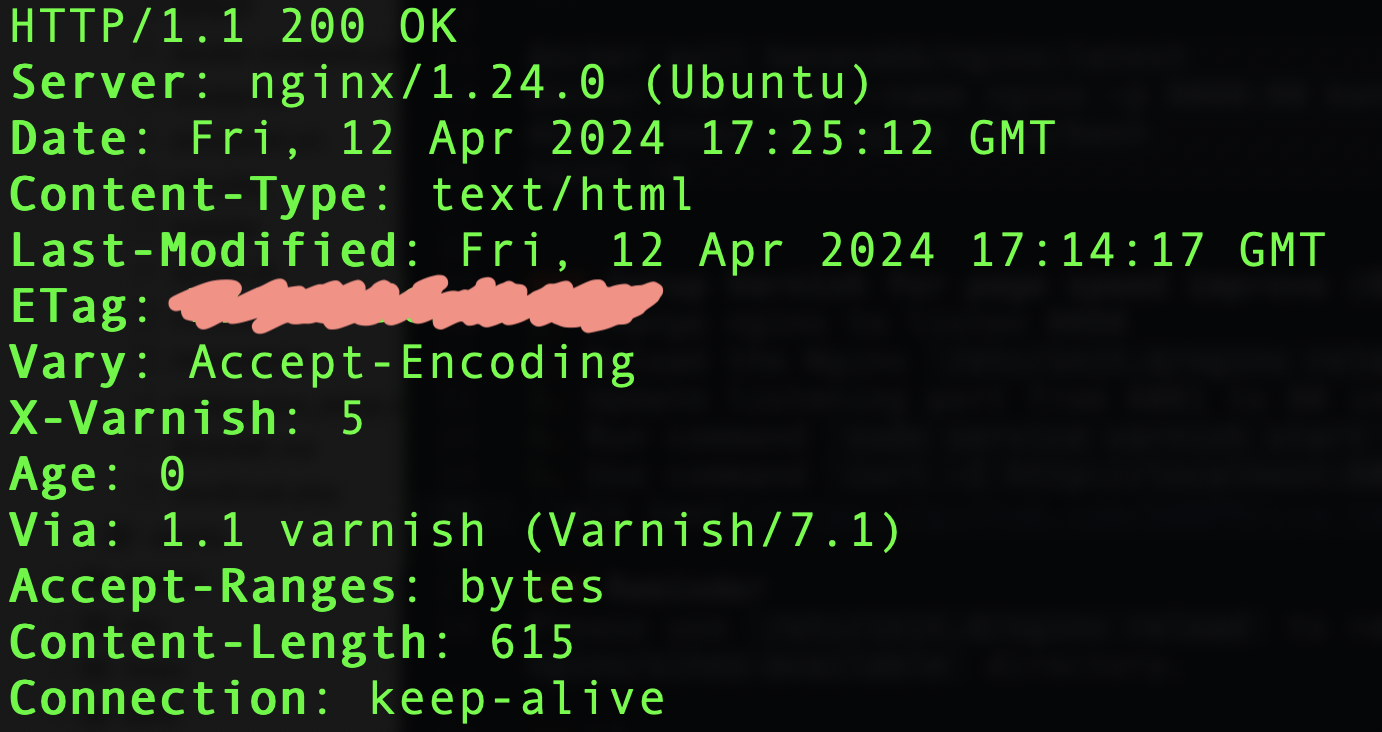 HTTP/1.1 200 OK
Server: nginx/1.24.0 (Ubuntu)
Date: Fri, 12 Apr 2024 17:25:12 GMT
Content-Type: text/html
Last-Modified: Fri, 12 Apr 2024 17:14:17 GMT
ETag:
Vary: Accept-Encoding
X-Varnish: 5
Age: 0
Via: 1.1 varnish (Varnish/7.1)
Accept-Ranges: bytes
Content-Length: 615
Connection: keep-alive